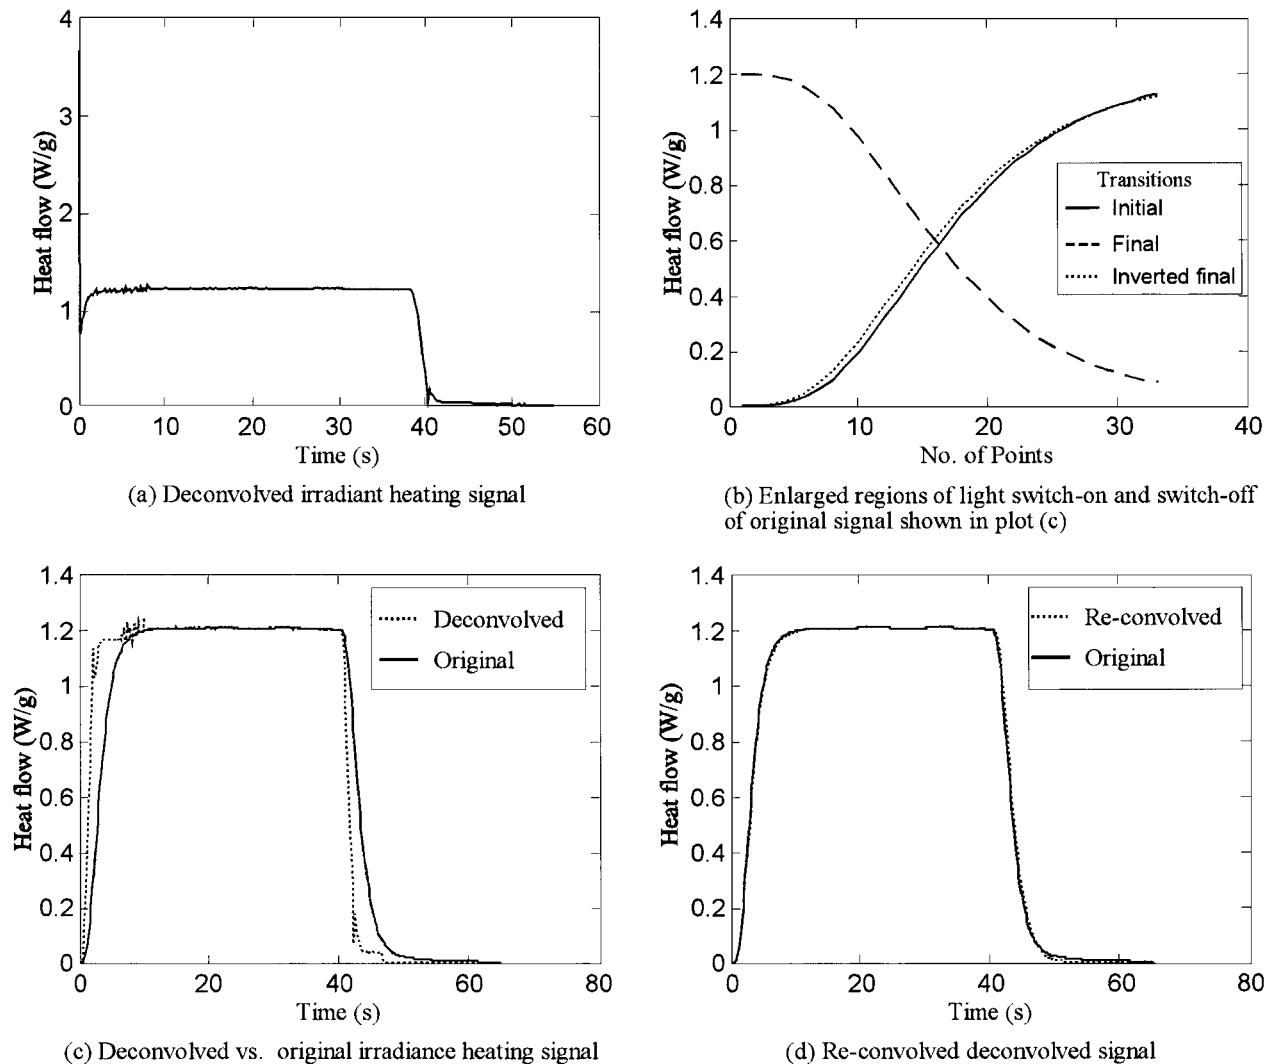 4
3
2
1
0
Heat flow (W/g)
0 10 20 30 40 50 60
Time (s)
(a) Deconvolved irradiant heating signal
1.4
1.2
1
0.8
0.6
0.4
0.2
0
Heat flow (W/g)
Transitions
Initial
Final
Inverted final
0 10 20 30 40
No. of Points
(b) Enlarged regions of light switch-on and switch-off
of original signal shown in plot (c)
1.4
1.2
1
0.8
0.6
0.4
0.2
0
Heat flow (W/g)
Deconvolved
Original
0 20 40 60 80
Time (s)
(c) Deconvolved vs. original irradiance heating signal
1.4
1.2
1
0.8
0.6
0.4
0.2
0
Heat flow (W/g)
Re-convolved
Original
0 20 40 60 80
Time (s)
(d) Re-convolved deconvolved signal